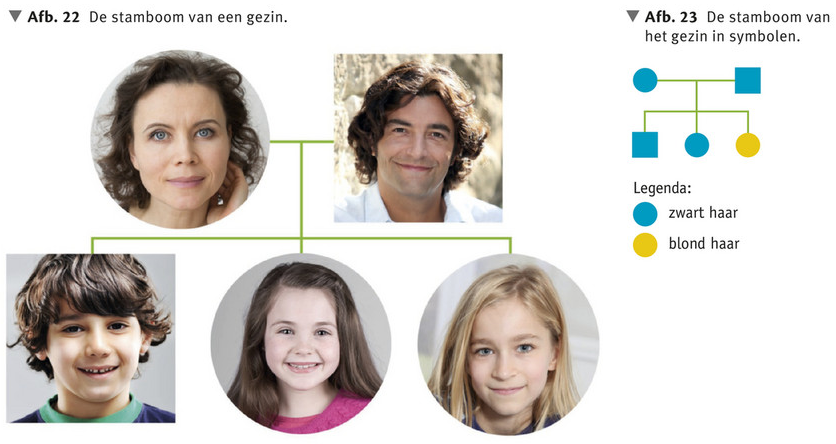 ▼ Afb. 22 De stamboom van een gezin.
▼ Afb. 23 De stamboom van
het gezin in symbolen.
Legenda:
zwart haar
blond haar